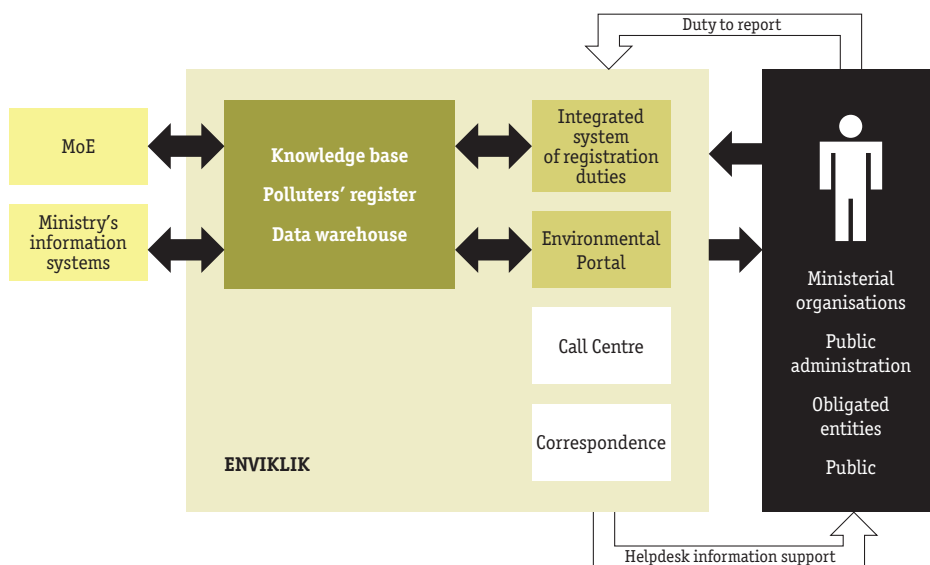 Duty to report
MoE
Ministry's
information
systems
Knowledge base
Polluters' register
Data warehouse
Integrated
system
of registration
duties
Environmental
Portal
Call Centre
Correspondence
ENVIKLIK
Ministerial
organisations
Public
administration
Obligated
entities
Public
Helpdesk information support